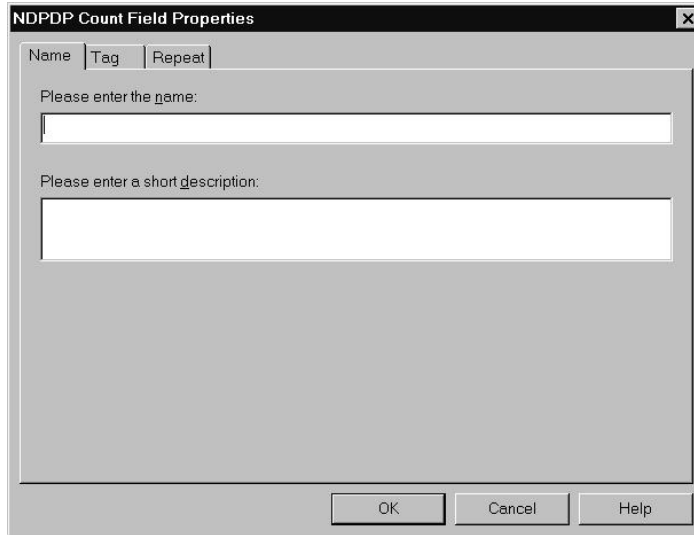 NDPDP Count Field Properties
Name Tag Repeat
Please enter the name:
Please enter a short description:
OK Cancel Help